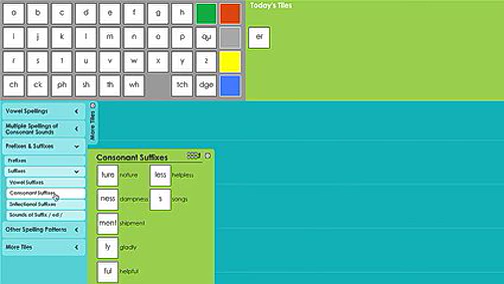 a b c d e f g h
i j k l m n o p qu
r s t u v w x y z
ch ck ph sh th wh tch dge
Today's Tiles
er
Vowel Spellings
Multiple Spellings of
Consonant Sounds
Prefixes & Suffixes
Prefixes
Suffixes
Vowel Suffixes
Consonant Suffixes
Inflectional Suffixes
Sounds of Suffix / ed /
Other Spelling Patterns
More Tiles
More Tiles
Consonant Suffixes
ture nature less helpless
ness dampness s songs
ment shipment
ly gladly
ful helpful